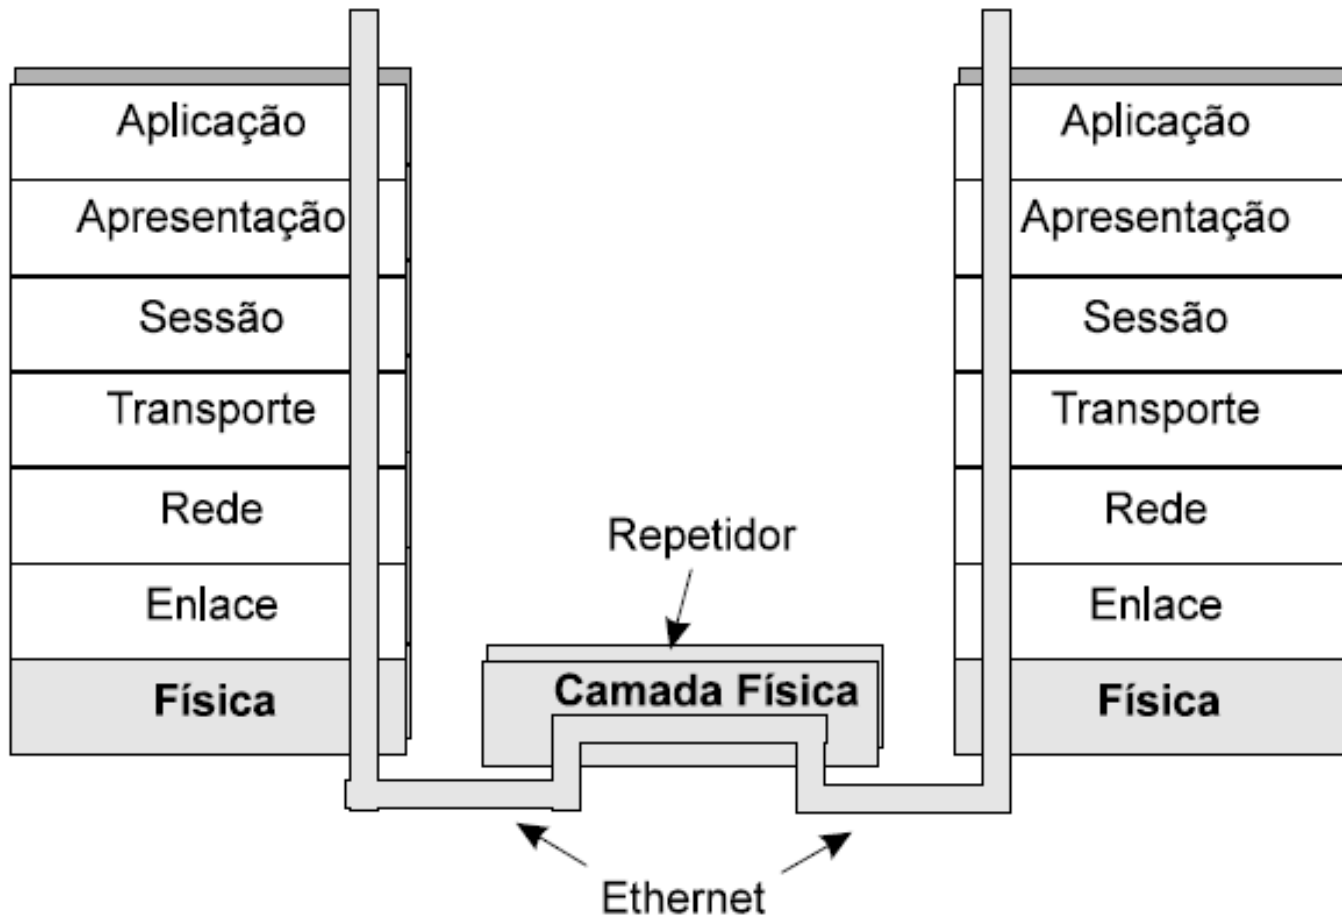 Aplicação
Apresentação
Sessão
Transporte
Rede
Enlace
Física
Repetidor
Camada Física
Ethernet
Aplicação
Apresentação
Sessão
Transporte
Rede
Enlace
Física